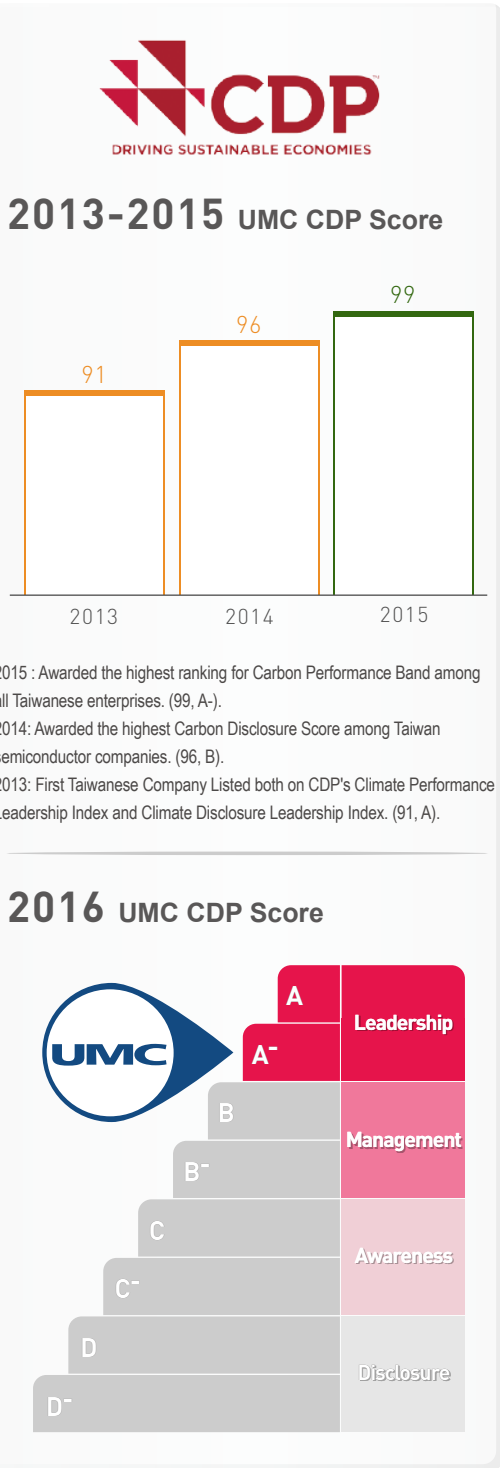 CDP™
DRIVING SUSTAINABLE ECONOMIES
2013-2015 UMC CDP Score
91
96
99
2013
2014
2015
2015 : Awarded the highest ranking for Carbon Performance Band among
all Taiwanese enterprises. (99, A-).
2014: Awarded the highest Carbon Disclosure Score among Taiwan
semiconductor companies. (96, B).
2013: First Taiwanese Company Listed both on CDP's Climate Performance
Leadership Index and Climate Disclosure Leadership Index. (91, A).
2016 UMC CDP Score
UMC
A
A-
Leadership
B
B-
Management
C
C-
Awareness
D
D-
Disclosure